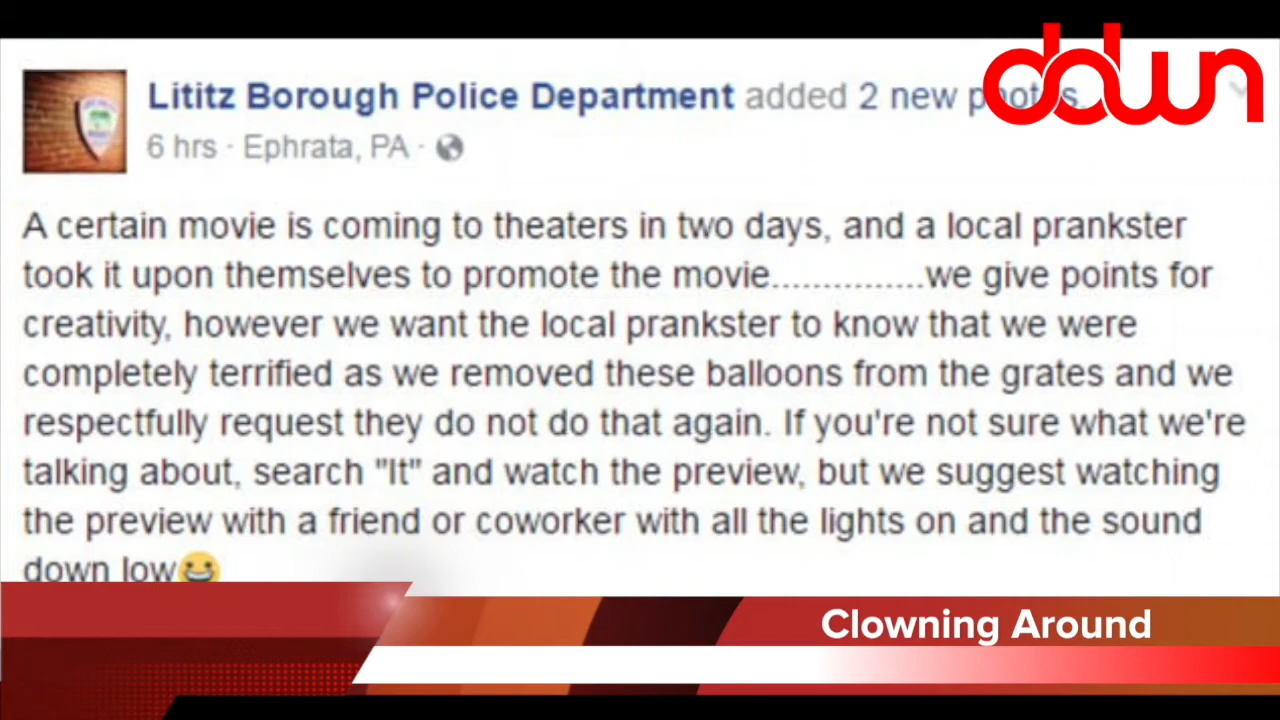 down
Lititz Borough Police Department added 2 new photos.
6 hrs · Ephrata, PA ·
A certain movie is coming to theaters in two days, and a local prankster
took it upon themselves to promote the movie...............we give points for
creativity, however we want the local prankster to know that we were
completely terrified as we removed these balloons from the grates and we
respectfully request they do not do that again. If you're not sure what we're
talking about, search "It" and watch the preview, but we suggest watching
the preview with a friend or coworker with all the lights on and the sound
down low😀
Clowning Around